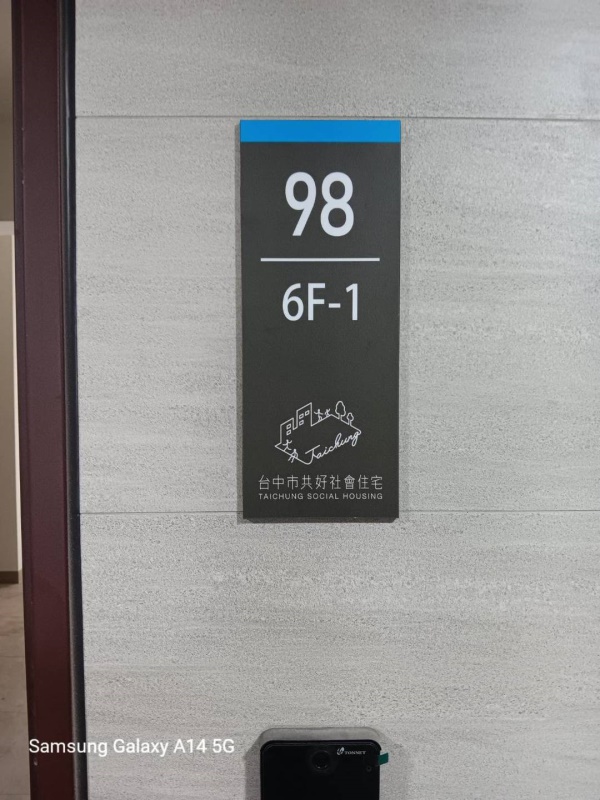 98
6F-1
Taichung
台中市共好社會住宅
TAICHUNG SOCIAL HOUSING
Samsung Galaxy A14 5G
TONNET